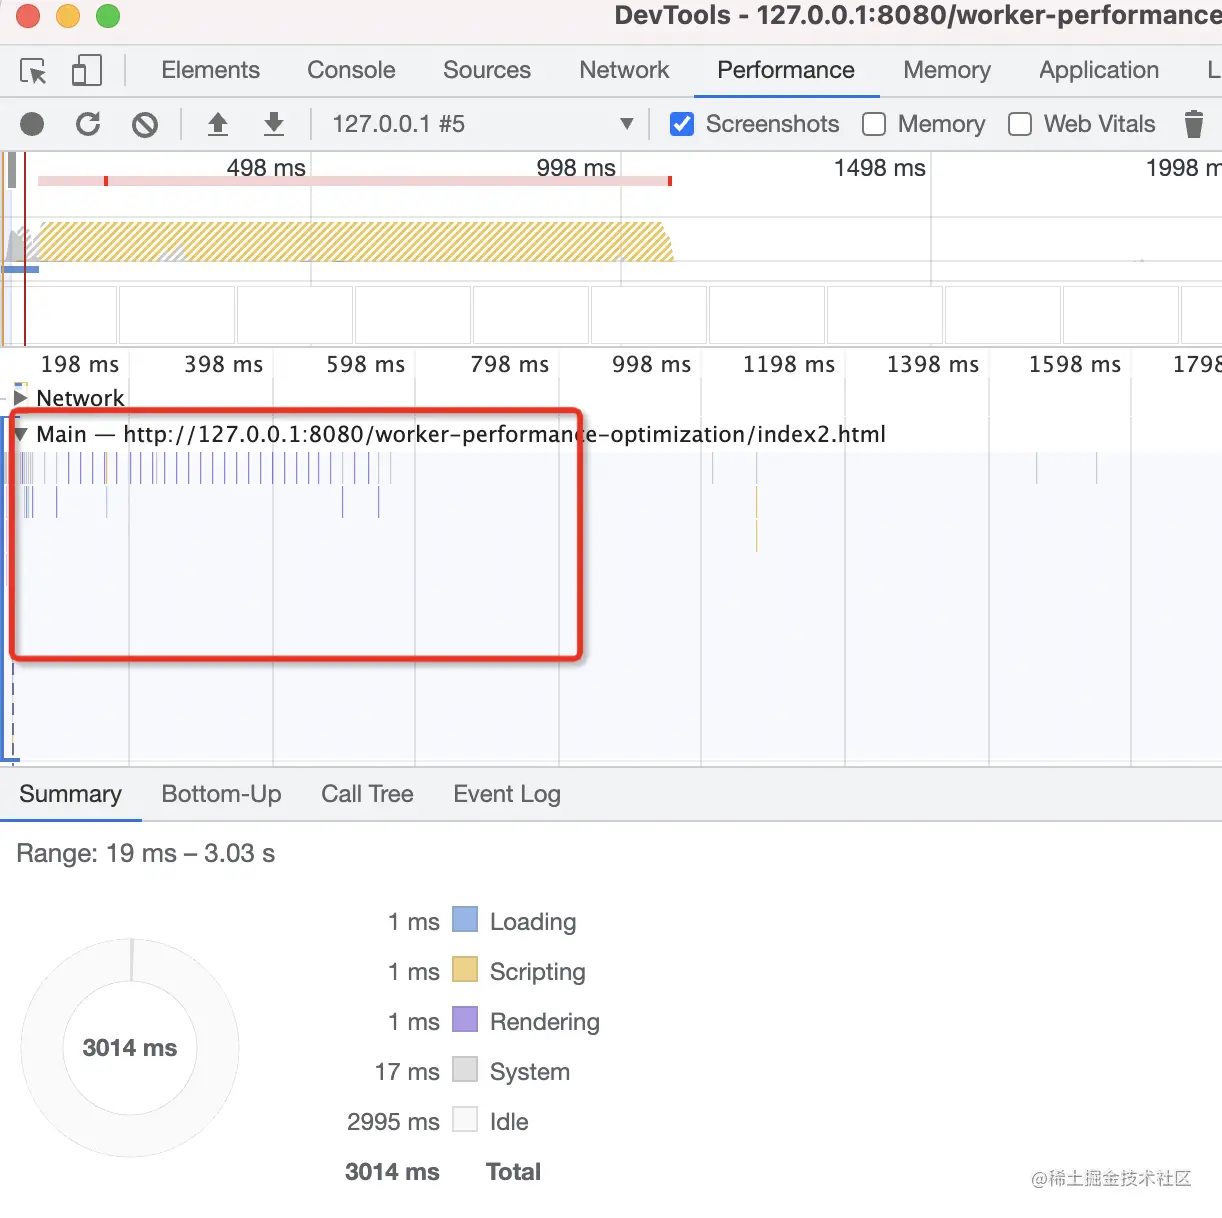 DevTools - 127.0.0.1:8080/worker-performance
Elements Console Sources Network Performance Memory Application L
127.0.0.1 #5 Screenshots Memory Web Vitals
498 ms 998 ms 1498 ms 1998 m
198 ms 398 ms 598 ms 798 ms 998 ms 1198 ms 1398 ms 1598 ms 1798
Network
Main — http://127.0.0.1:8080/worker-performance-optimization/index2.html
Summary Bottom-Up Call Tree Event Log
Range: 19 ms – 3.03 s
1 ms Loading
1 ms Scripting
1 ms Rendering
3014 ms
17 ms System
2995 ms Idle
3014 ms Total
@稀土掘金技术社区